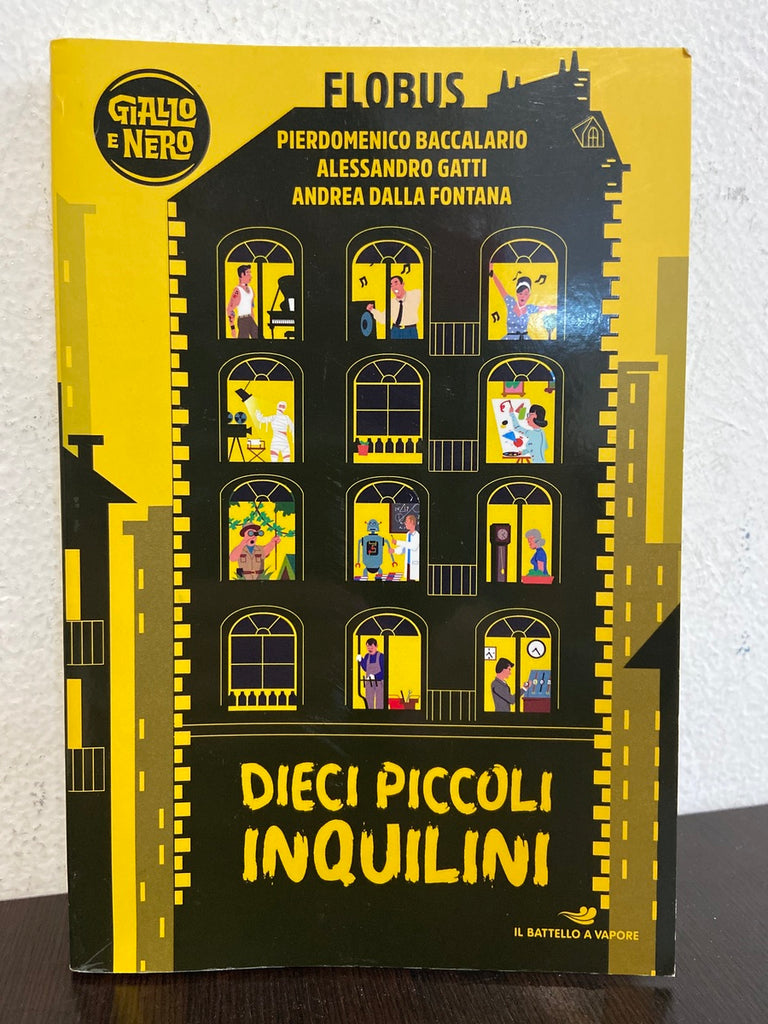 GIALLO
E NERO
FLOBUS
PIERDOMENICO BACCALARIO
ALESSANDRO GATTI
ANDREA DALLA FONTANA
DIECI PICCOLI
INQUILINI
IL BATTELLO A VAPORE